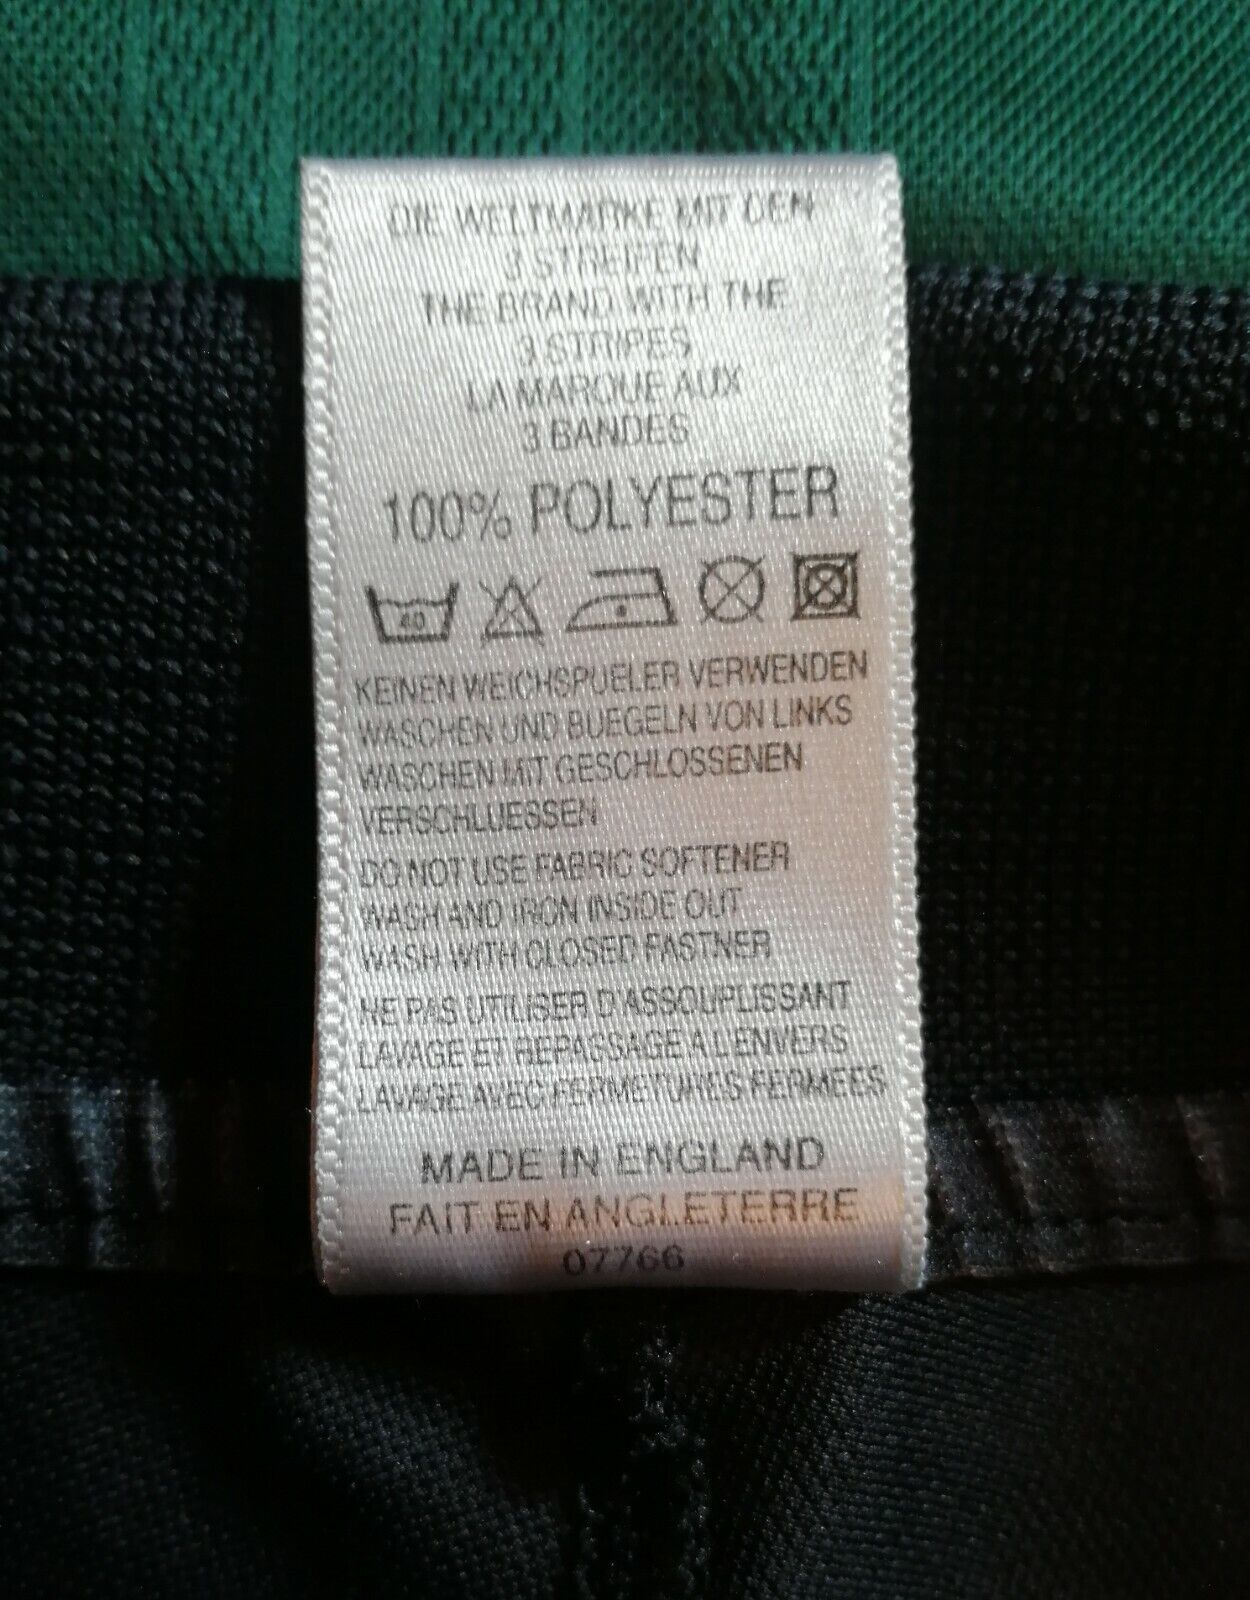 DIE WELTMARKE MIT DEN
3 STREIFEN
THE BRAND WITH THE
3 STRIPES
LA MARQUE AUX
3 BANDES
100% POLYESTER
40
KEINEN WEICHSPUELER VERWENDEN
WASCHEN UND BUEGELN VON LINKS
WASCHEN MIT GESCHLOSSENEN
VERSCHLUESSEN
DO NOT USE FABRIC SOFTENER
WASH AND IRON INSIDE OUT
WASH WITH CLOSED FASTNER
NE PAS UTILISER D'ASSOUPLISSANT
LAVAGE ET REPASSAGE A L'ENVERS
LAVAGE AVEC FERMETURES FERMEES
MADE IN ENGLAND
FAIT EN ANGLETERRE
07766